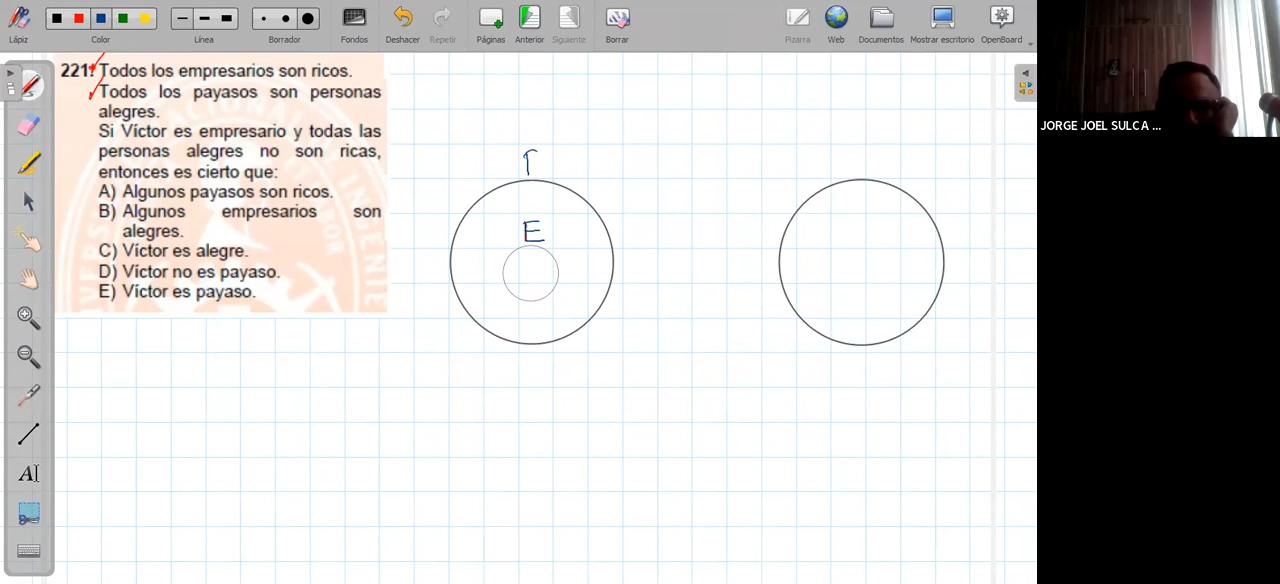 Lápiz
Color
Línea
Borrador
Fondos
Deshacer
Repetir
Páginas
Anterior
Siguiente
Borrar
Pizarra
Web
Documentos
Mostrar escritorio
OpenBoard
221. Todos los empresarios son ricos.
Todos los payasos son personas
alegres.
Si Víctor es empresario y todas las
personas alegres no son ricas,
entonces es cierto que:
A) Algunos payasos son ricos.
B) Algunos empresarios son
alegres.
C) Víctor es alegre.
D) Víctor no es payaso.
E) Víctor es payaso.
E
JORGE JOEL SULCA ...